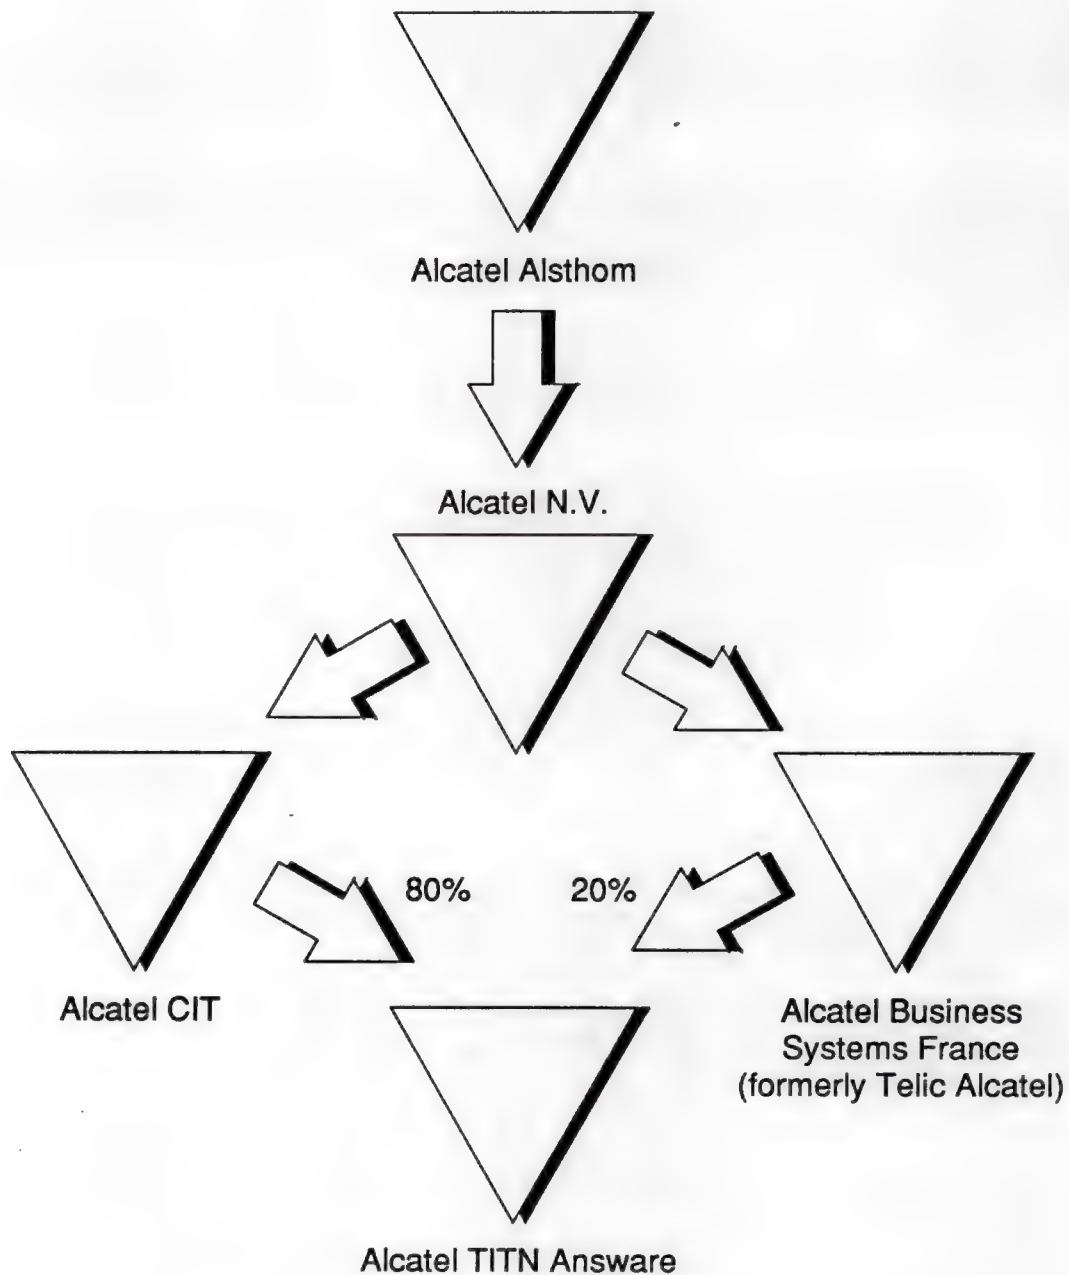 Alcatel Alsthom
Alcatel N.V.
80%
20%
Alcatel CIT
Alcatel Business
Systems France
(formerly Telic Alcatel)
Alcatel TITN Answare